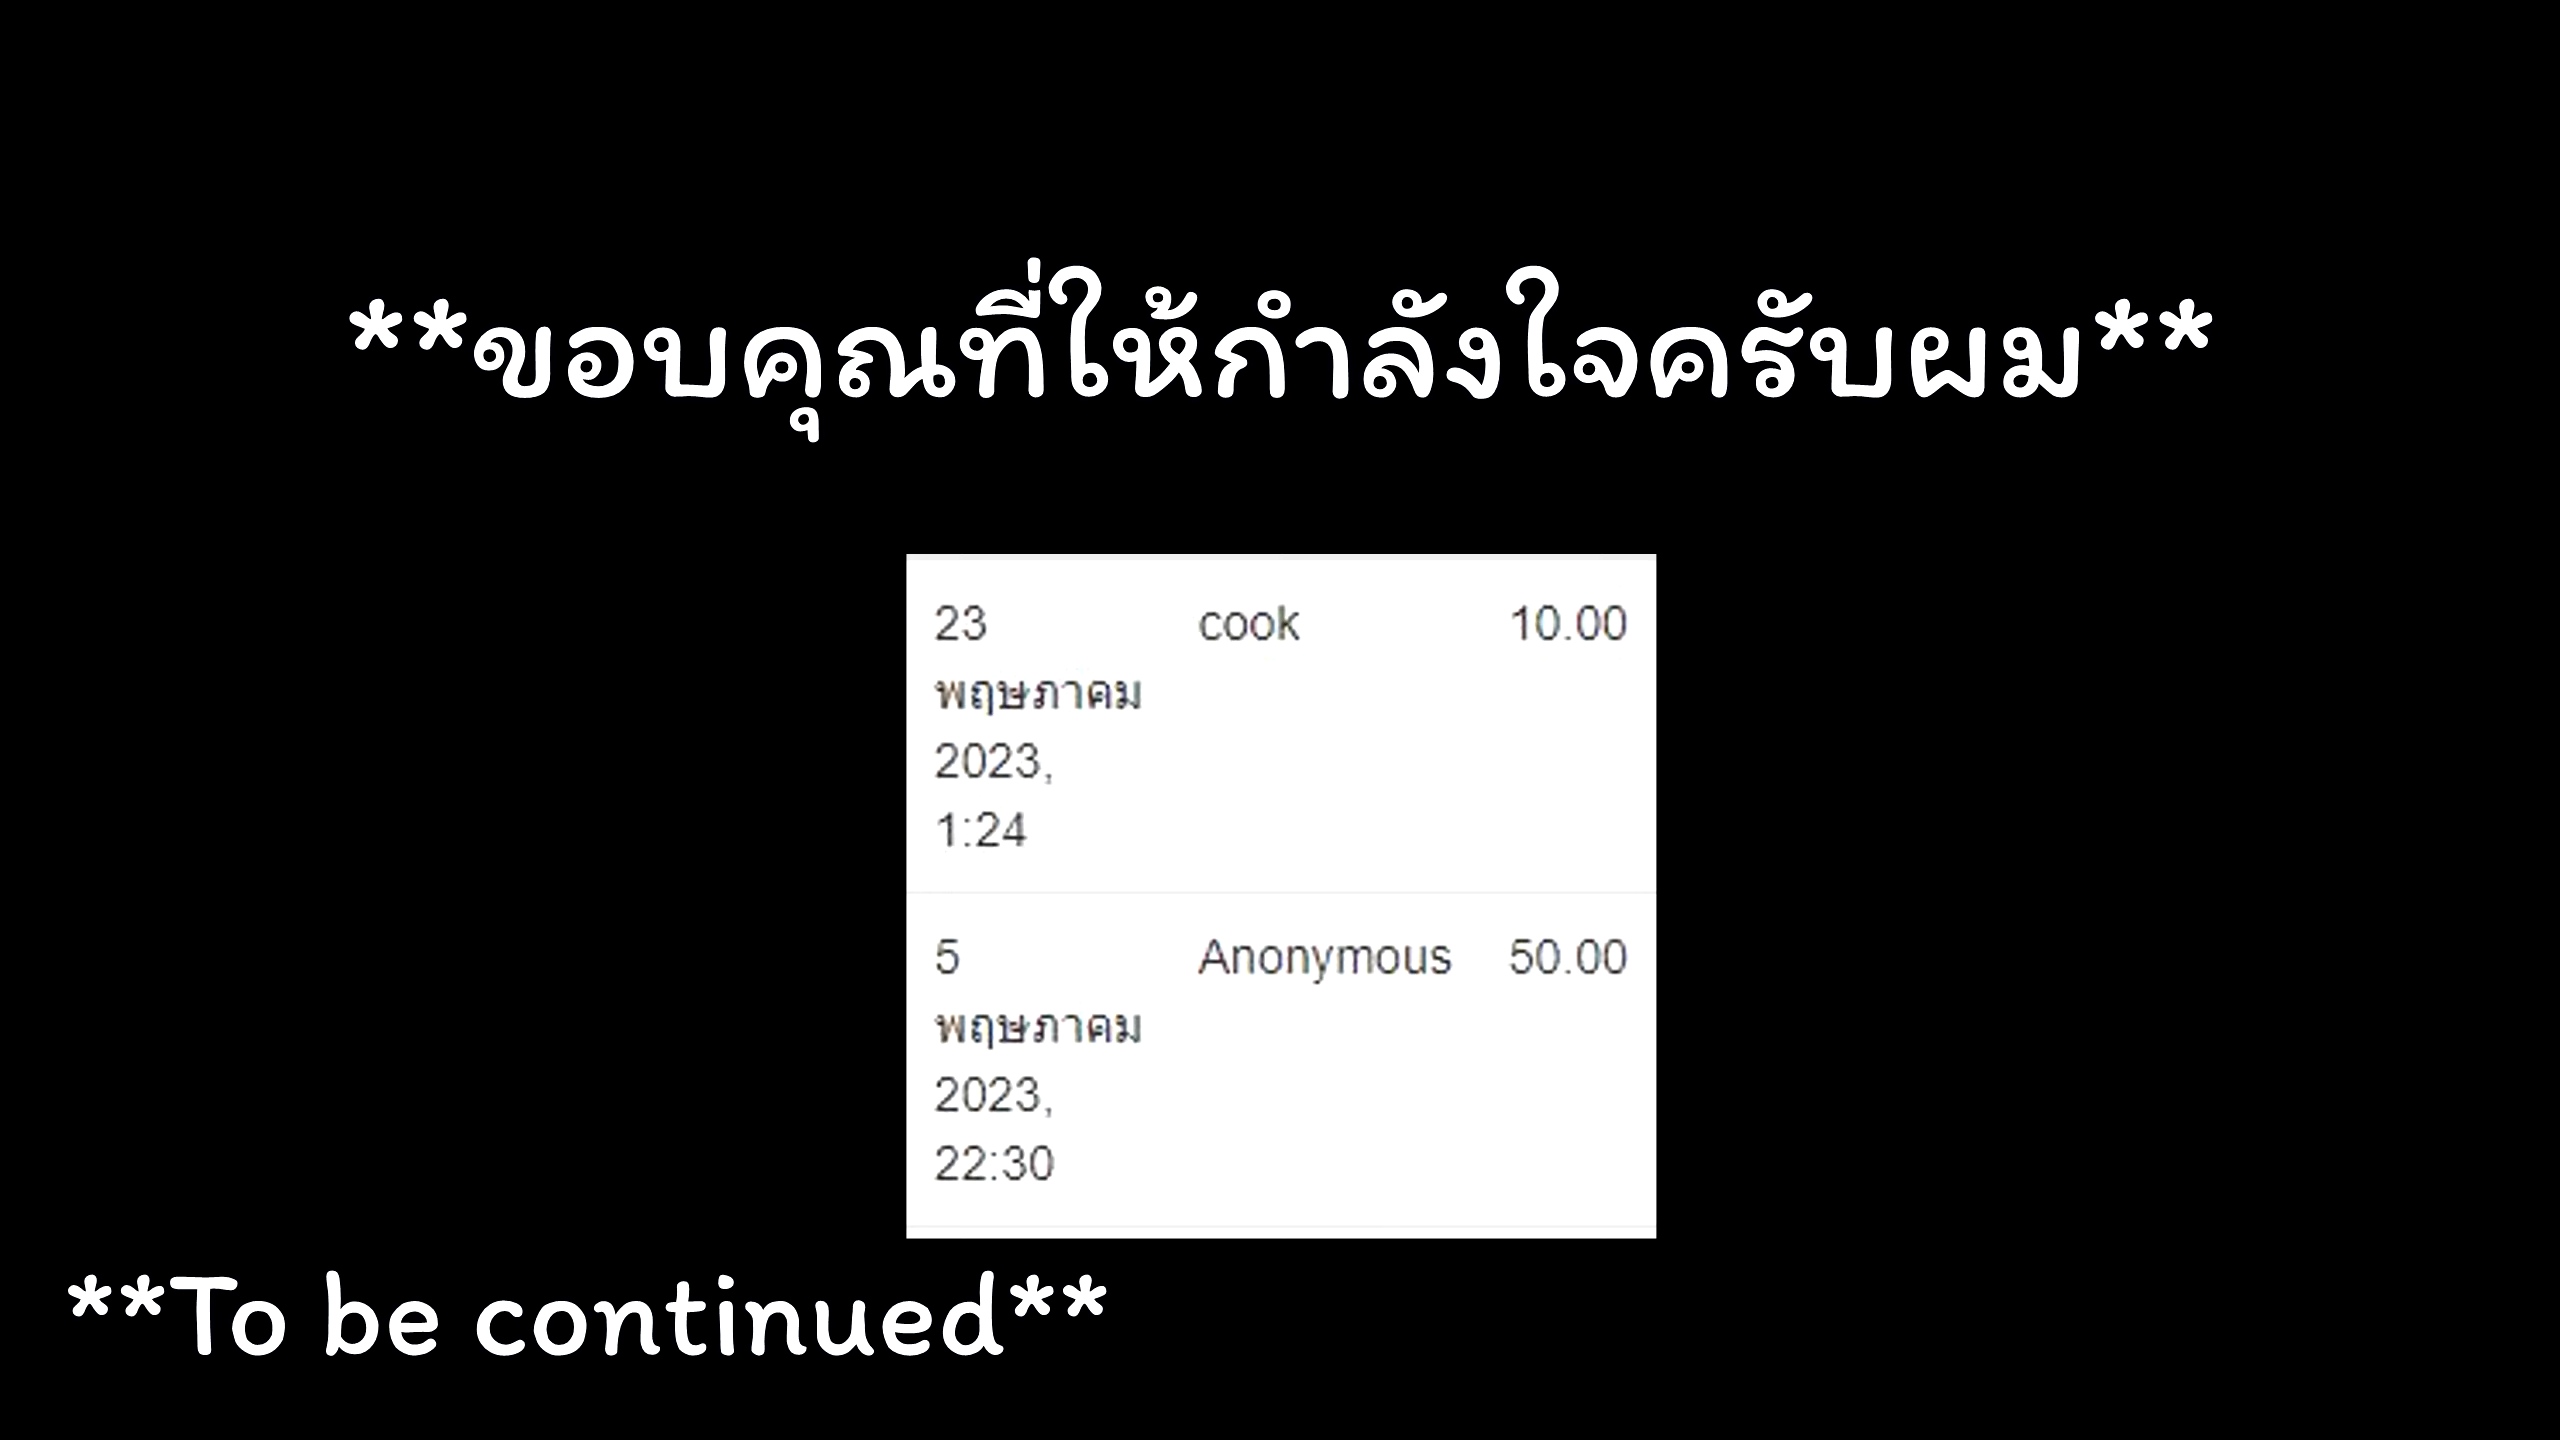 **ขอบคุณที่ให้กำลังใจครับผม**
23 cook 10.00
พฤษภาคม
2023,
1:24
5 Anonymous 50.00
พฤษภาคม
2023,
22:30
**To be continued**